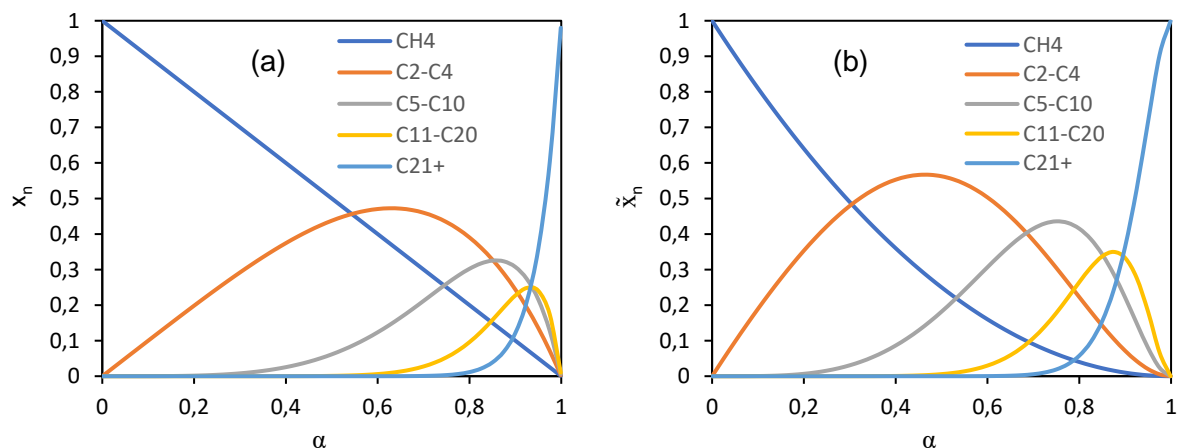 1
0,9
0,8
0,7
0,6
0,5
0,4
0,3
0,2
0,1
0
0 0,2 0,4 0,6 0,8 1
xn
α
(a)
CH4
C2-C4
C5-C10
C11-C20
C21+
1
0,9
0,8
0,7
0,6
0,5
0,4
0,3
0,2
0,1
0
0 0,2 0,4 0,6 0,8 1
x̃n
α
(b)
CH4
C2-C4
C5-C10
C11-C20
C21+